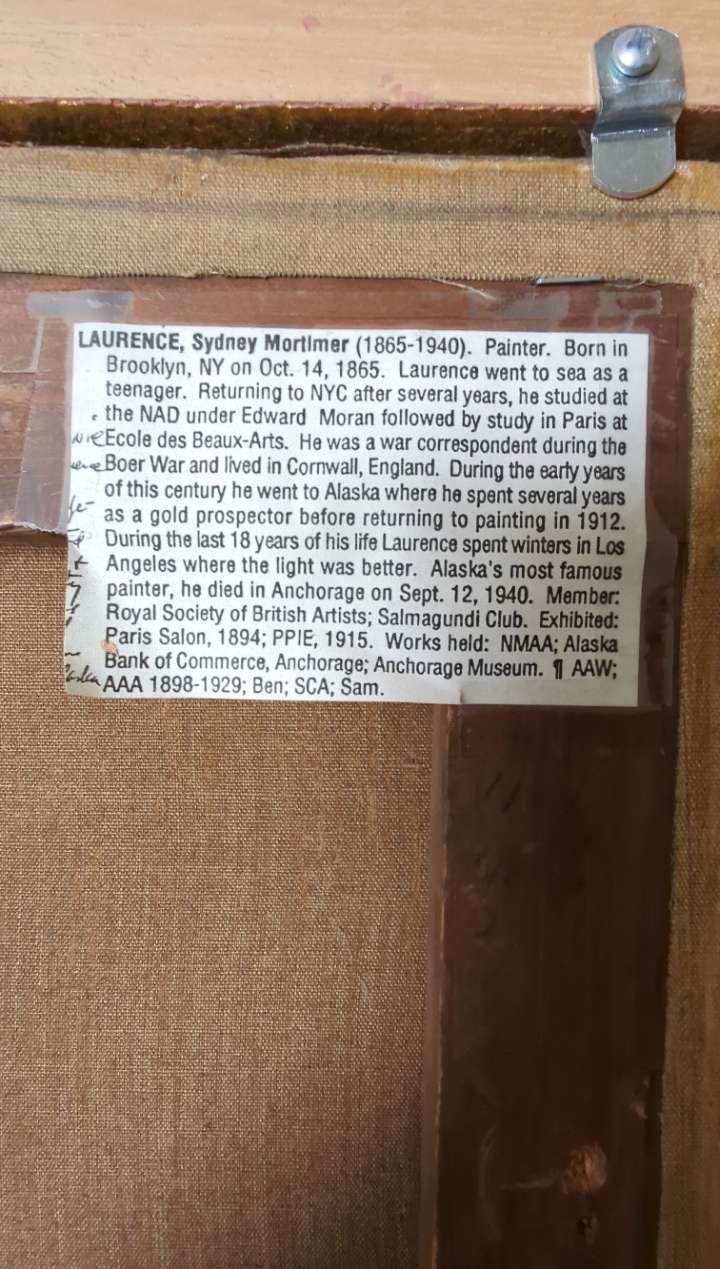 LAURENCE, Sydney Mortimer (1865-1940). Painter. Born in
Brooklyn, NY on Oct. 14, 1865. Laurence went to sea as a
teenager. Returning to NYC after several years, he studied at
the NAD under Edward Moran followed by study in Paris at
Ecole des Beaux-Arts. He was a war correspondent during the
Boer War and lived in Cornwall, England. During the early years
of this century he went to Alaska where he spent several years
as a gold prospector before returning to painting in 1912.
During the last 18 years of his life Laurence spent winters in Los
Angeles where the light was better. Alaska's most famous
painter, he died in Anchorage on Sept. 12, 1940. Member:
Royal Society of British Artists; Salmagundi Club. Exhibited:
Paris Salon, 1894; PPIE, 1915. Works held: NMAA; Alaska
Bank of Commerce, Anchorage; Anchorage Museum. ¶ AAW;
AAA 1898-1929; Ben; SCA; Sam.